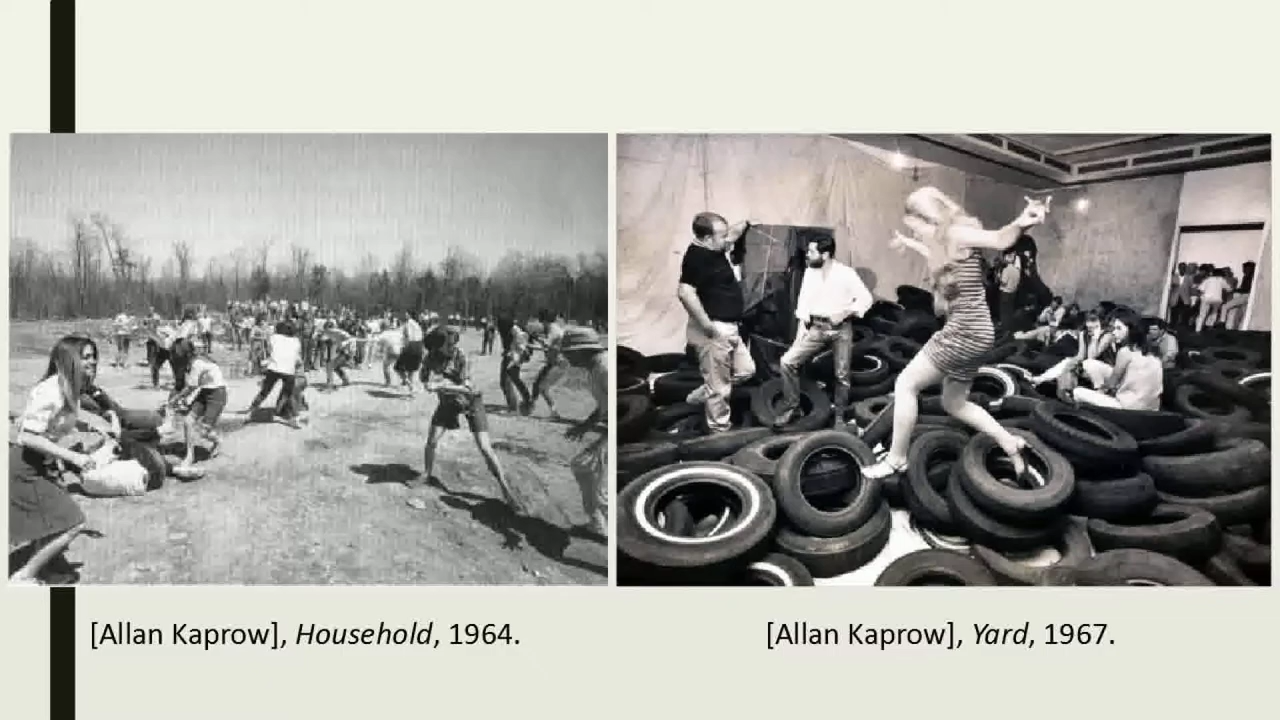 [Allan Kaprow], Household, 1964.
[Allan Kaprow], Yard, 1967.